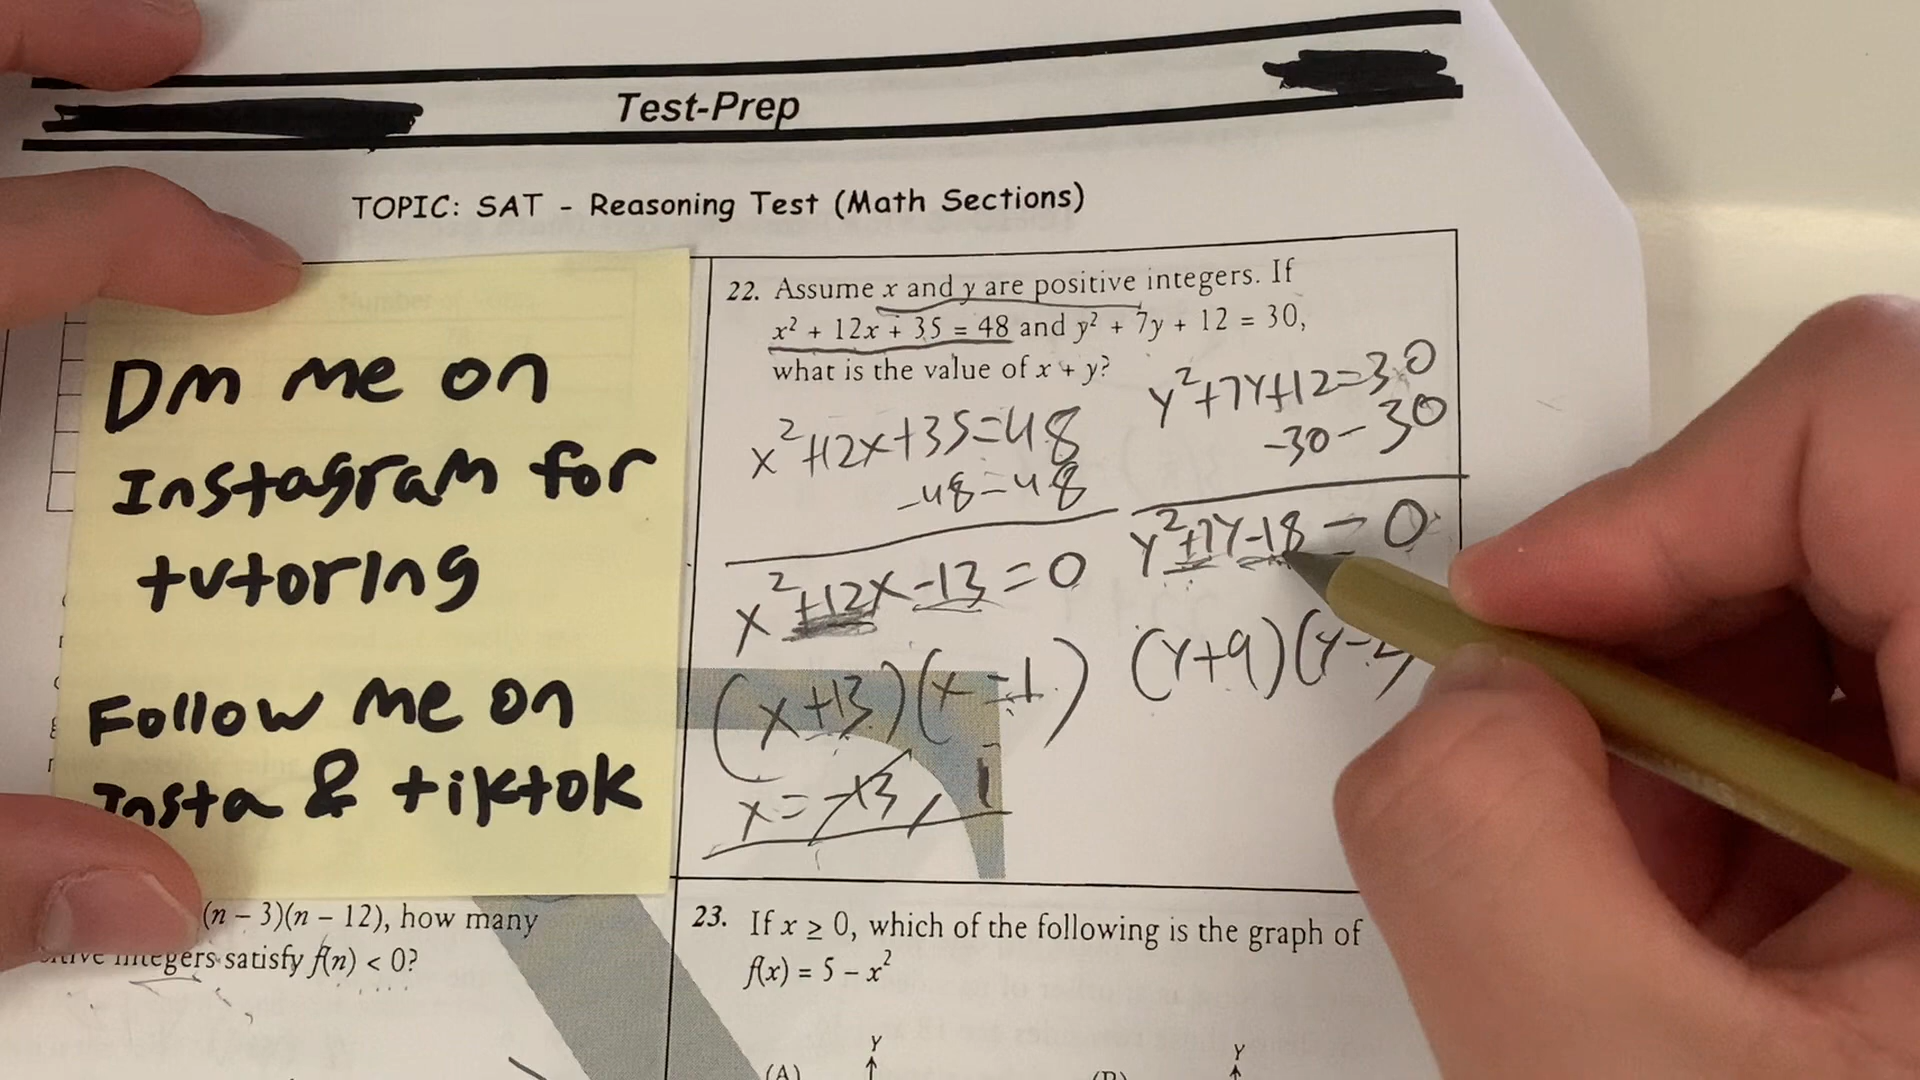 Test-Prep
TOPIC: SAT - Reasoning Test (Math Sections)
Dm me on
Instagram for
tutoring
Follow me on
Insta & tiktok
22. Assume x and y are positive integers. If
x² + 12x + 35 = 48 and y² + 7y + 12 = 30,
what is the value of x + y?
x²+12x+35=48
-48=48
x²+12x-13=0
(x+13)(x-1)
x=-13, 1
y²+7y+12=30
-30-30
y²+7y-18=0
(y+9)(y-
(n – 3)(n – 12), how many
integers satisfy f(n) < 0?
23. If x ≥ 0, which of the following is the graph of
f(x) = 5 – x²
Y
Y
(A)